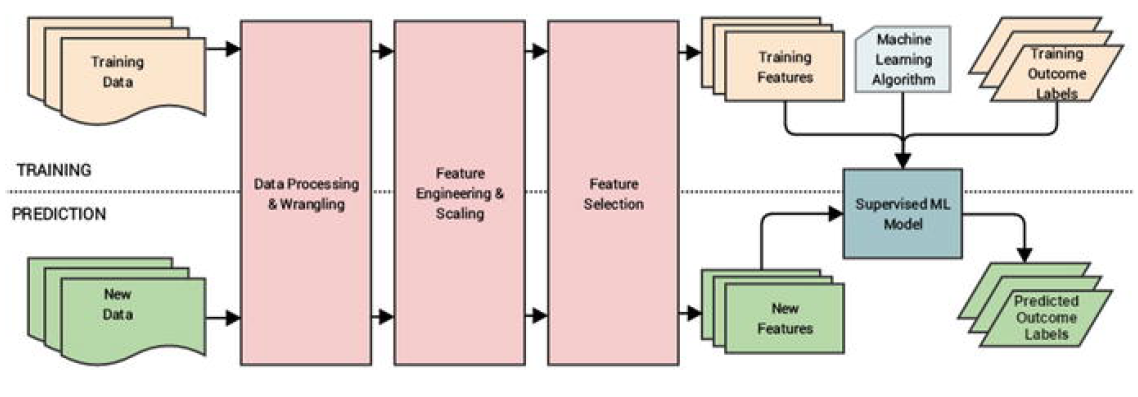 Training
Data
TRAINING
PREDICTION
New
Data
Data Processing
& Wrangling
Feature
Engineering &
Scaling
Feature
Selection
Training
Features
Machine
Learning
Algorithm
Training
Outcome
Labels
Supervised ML
Model
New
Features
Predicted
Outcome
Labels